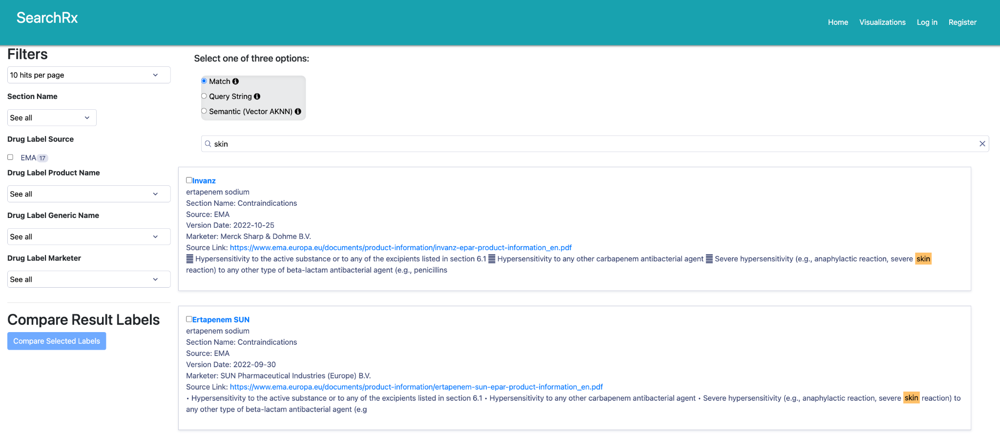 SearchRx
Home Visualizations Log in Register
Filters
10 hits per page
Section Name
See all
Drug Label Source
EMA 17
Drug Label Product Name
See all
Drug Label Generic Name
See all
Drug Label Marketer
See all
Compare Result Labels
Compare Selected Labels
Select one of three options:
Match
Query String
Semantic (Vector AKNN)
skin
Invanz
ertapenem sodium
Section Name: Contraindications
Source: EMA
Version Date: 2022-10-25
Marketer: Merck Sharp & Dohme B.V.
Source Link: https://www.ema.europa.eu/documents/product-information/invanz-epar-product-information_en.pdf
Hypersensitivity to the active substance or to any of the excipients listed in section 6.1 Hypersensitivity to any other carbapenem antibacterial agent Severe hypersensitivity (e.g., anaphylactic reaction, severe skin
reaction) to any other type of beta-lactam antibacterial agent (e.g., penicillins
Ertapenem SUN
ertapenem sodium
Section Name: Contraindications
Source: EMA
Version Date: 2022-09-30
Marketer: SUN Pharmaceutical Industries (Europe) B.V.
Source Link: https://www.ema.europa.eu/documents/product-information/ertapenem-sun-epar-product-information_en.pdf
• Hypersensitivity to the active substance or to any of the excipients listed in section 6.1 • Hypersensitivity to any other carbapenem antibacterial agent • Severe hypersensitivity (e.g., anaphylactic reaction, severe skin reaction) to
any other type of beta-lactam antibacterial agent (e.g